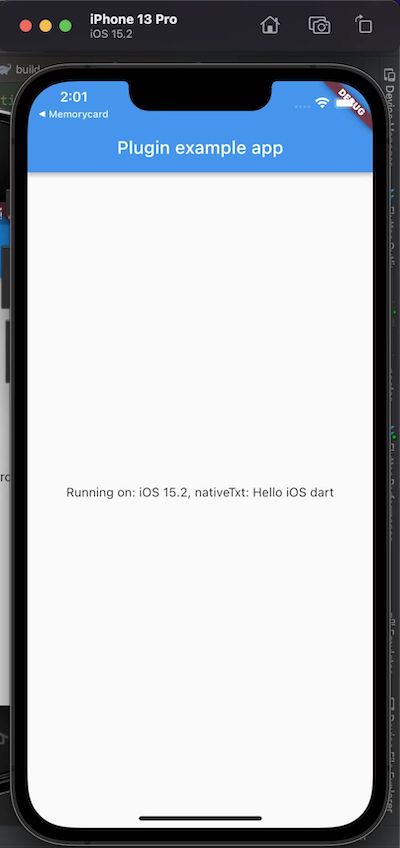 iPhone 13 Pro
iOS 15.2
build
2:01
DEBUG
◀ Memorycard
Plugin example app
Running on: iOS 15.2, nativeTxt: Hello iOS dart